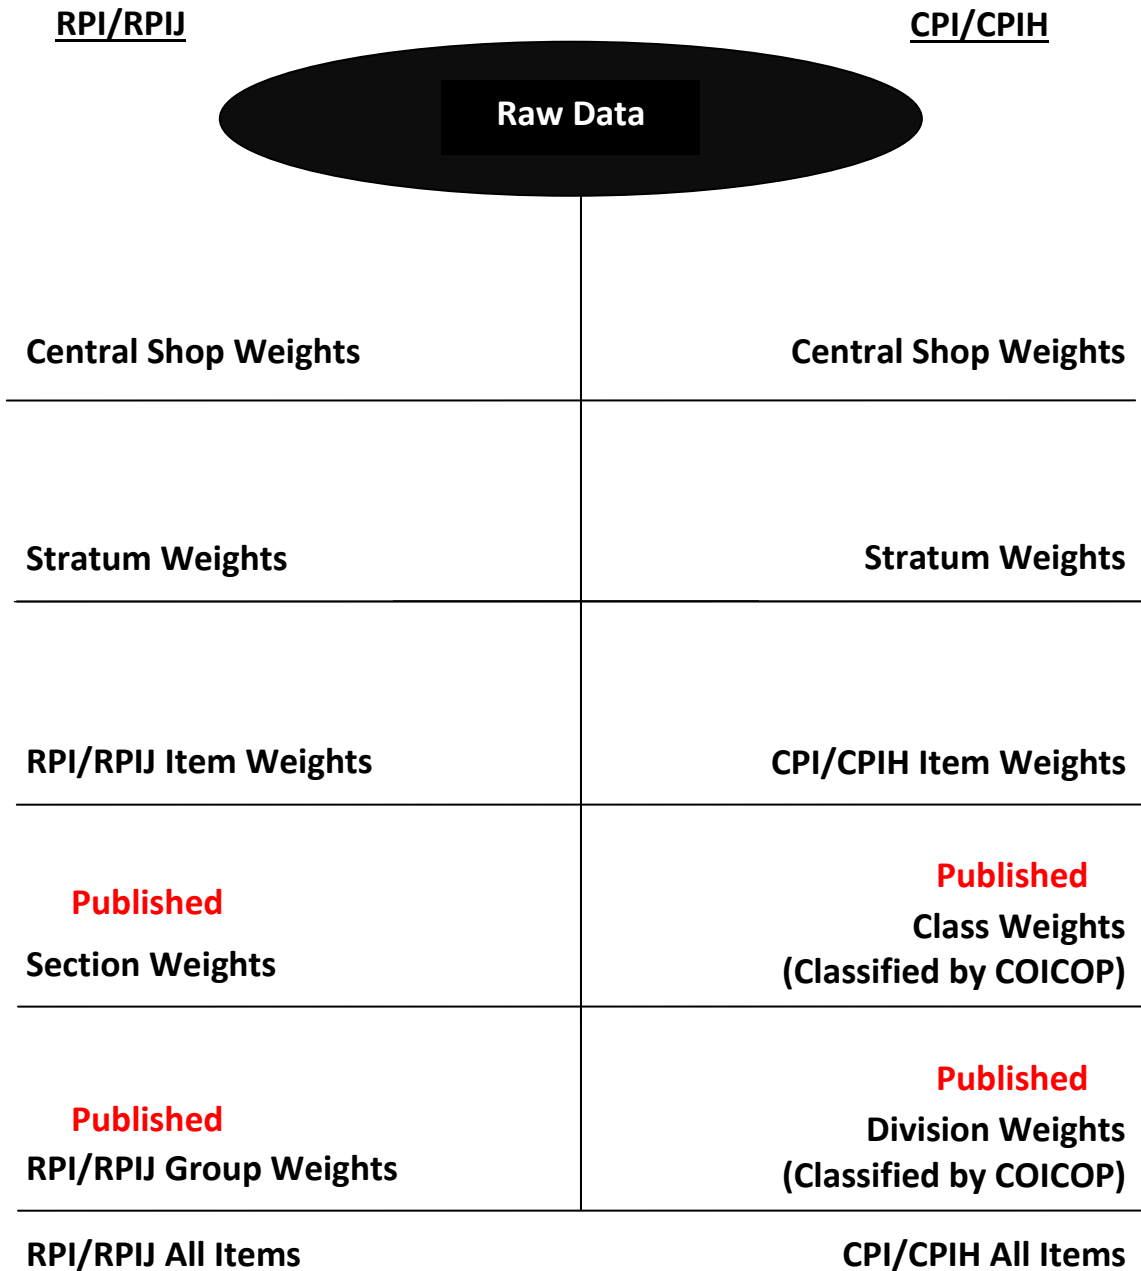 RPI/RPIJ
CPI/CPIH
Raw Data
Central Shop Weights
Central Shop Weights
Stratum Weights
Stratum Weights
RPI/RPIJ Item Weights
CPI/CPIH Item Weights
Published
Section Weights
Published
Class Weights
(Classified by COICOP)
Published
RPI/RPIJ Group Weights
Published
Division Weights
(Classified by COICOP)
RPI/RPIJ All Items
CPI/CPIH All Items